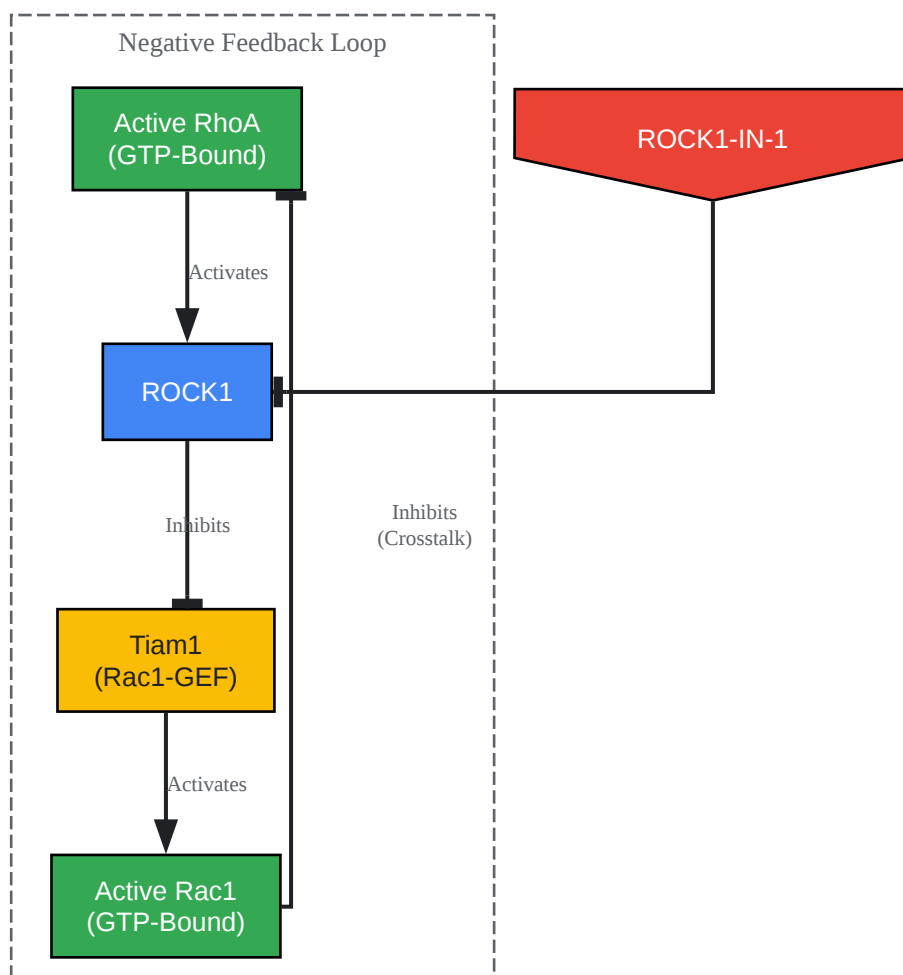 Negative Feedback Loop
Active RhoA
(GTP-Bound)
ROCK1-IN-1
Activates
ROCK1
Inhibits
Inhibits
(Crosstalk)
Tiam1
(Rac1-GEF)
Activates
Active Rac1
(GTP-Bound)